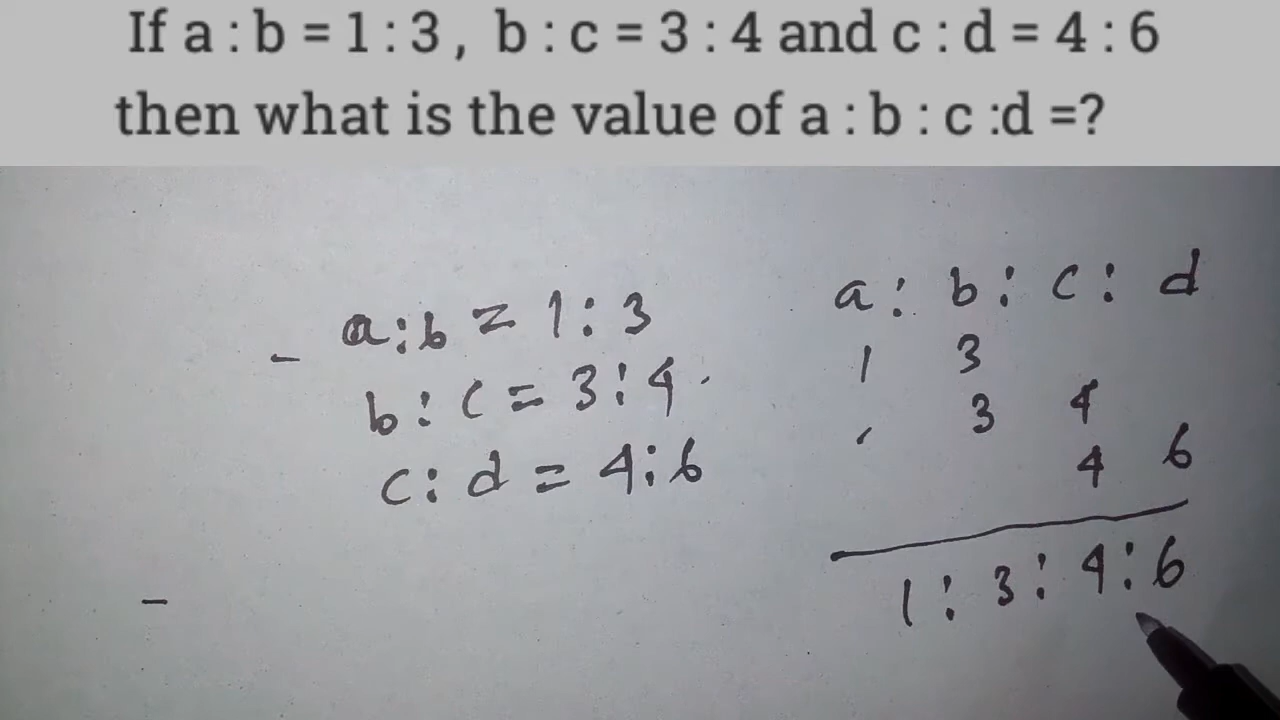 If a : b = 1 : 3 , b : c = 3 : 4 and c : d = 4 : 6
then what is the value of a : b : c :d =?
a : b = 1 : 3
b : c = 3 : 4
c : d = 4 : 6
a : b : c : d
1 3
3 4
4 6
1 : 3 : 4 : 6